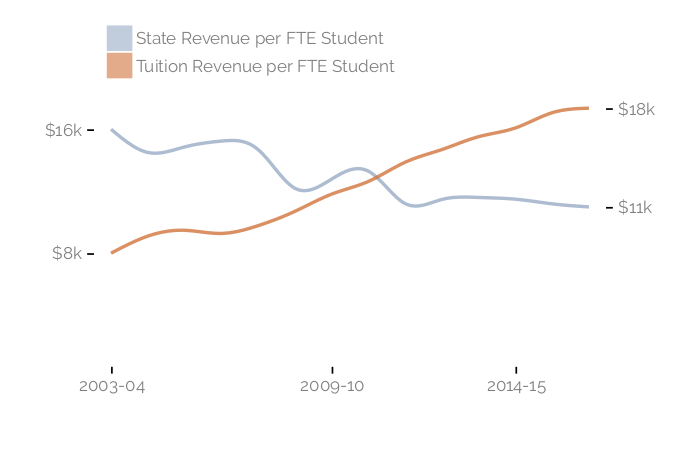 State Revenue per FTE Student
Tuition Revenue per FTE Student
$18k
$16k
$11k
$8k
2003-04 2009-10 2014-15